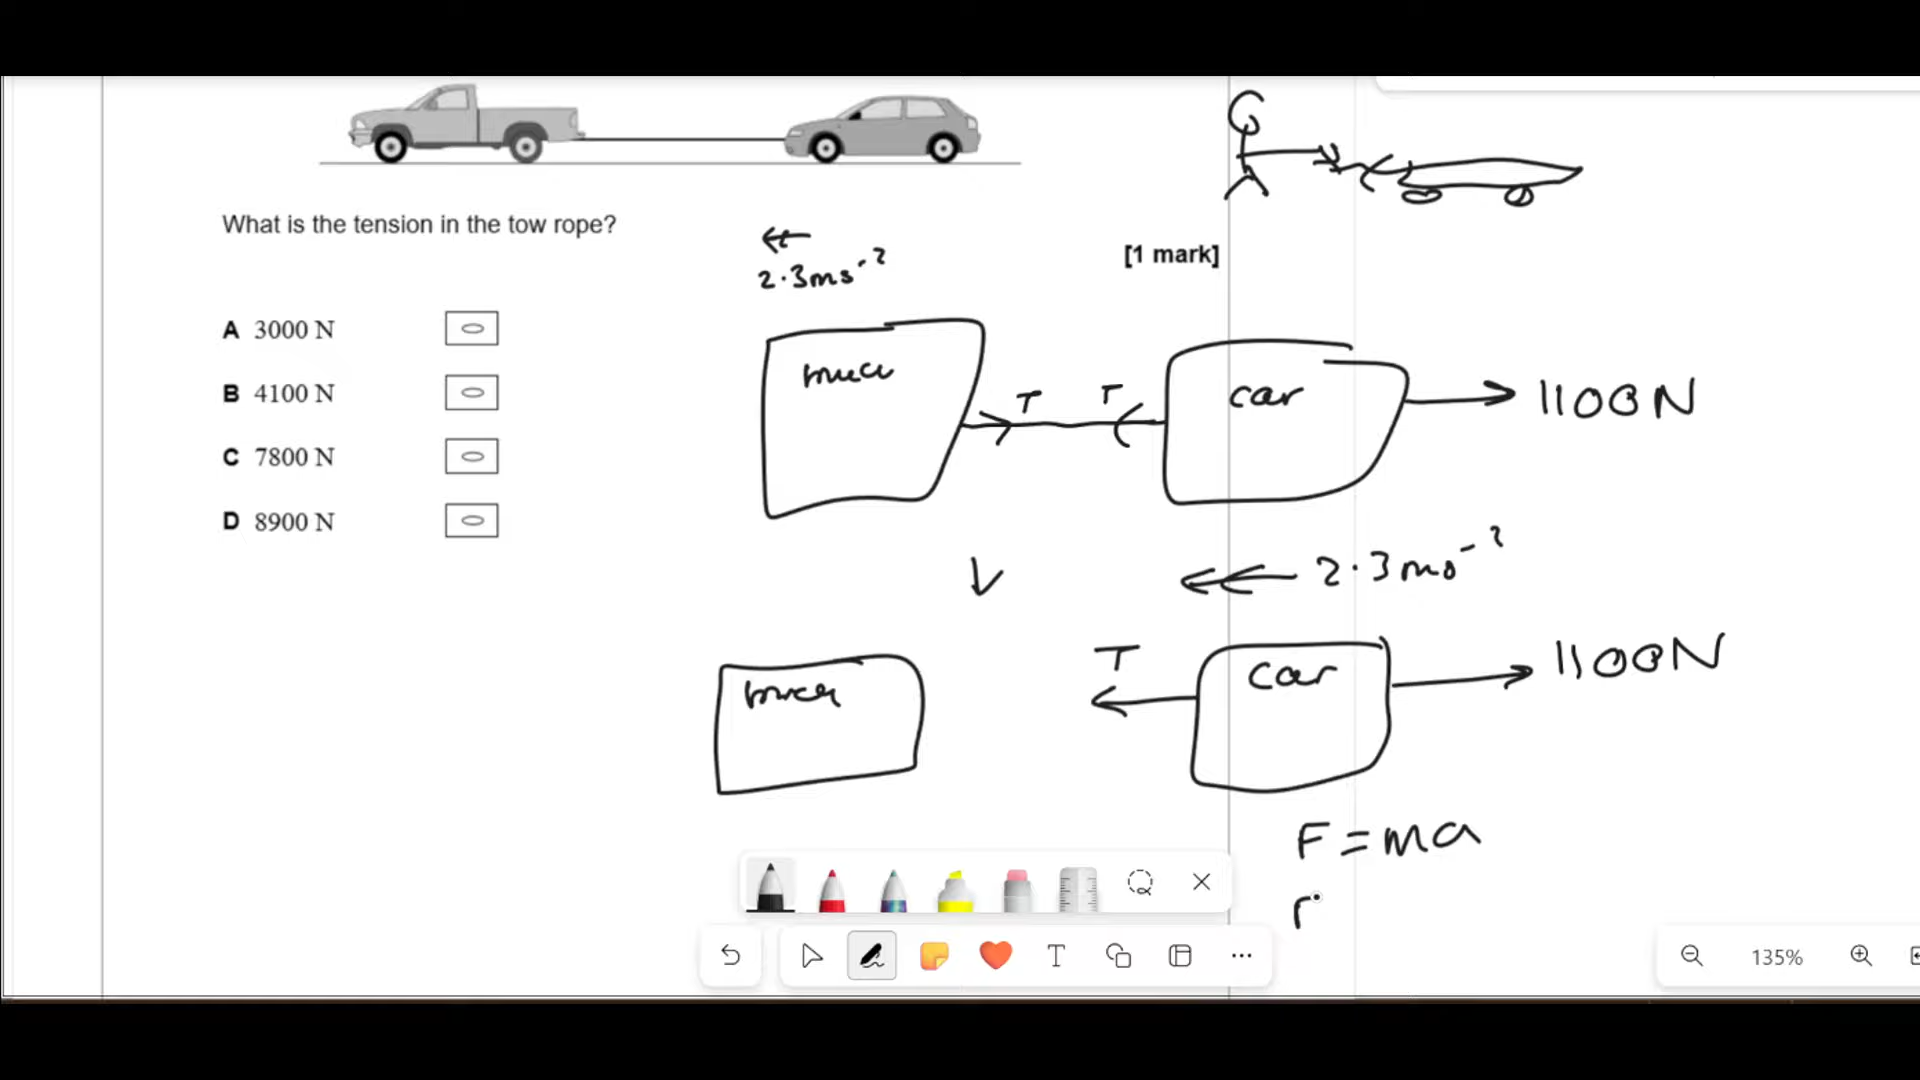 What is the tension in the tow rope?
[1 mark]
2.3ms⁻²
A 3000 N
B 4100 N
C 7800 N
D 8900 N
T T
car
1100N
2.3ms⁻²
T
car
1100N
F = ma
T
135%